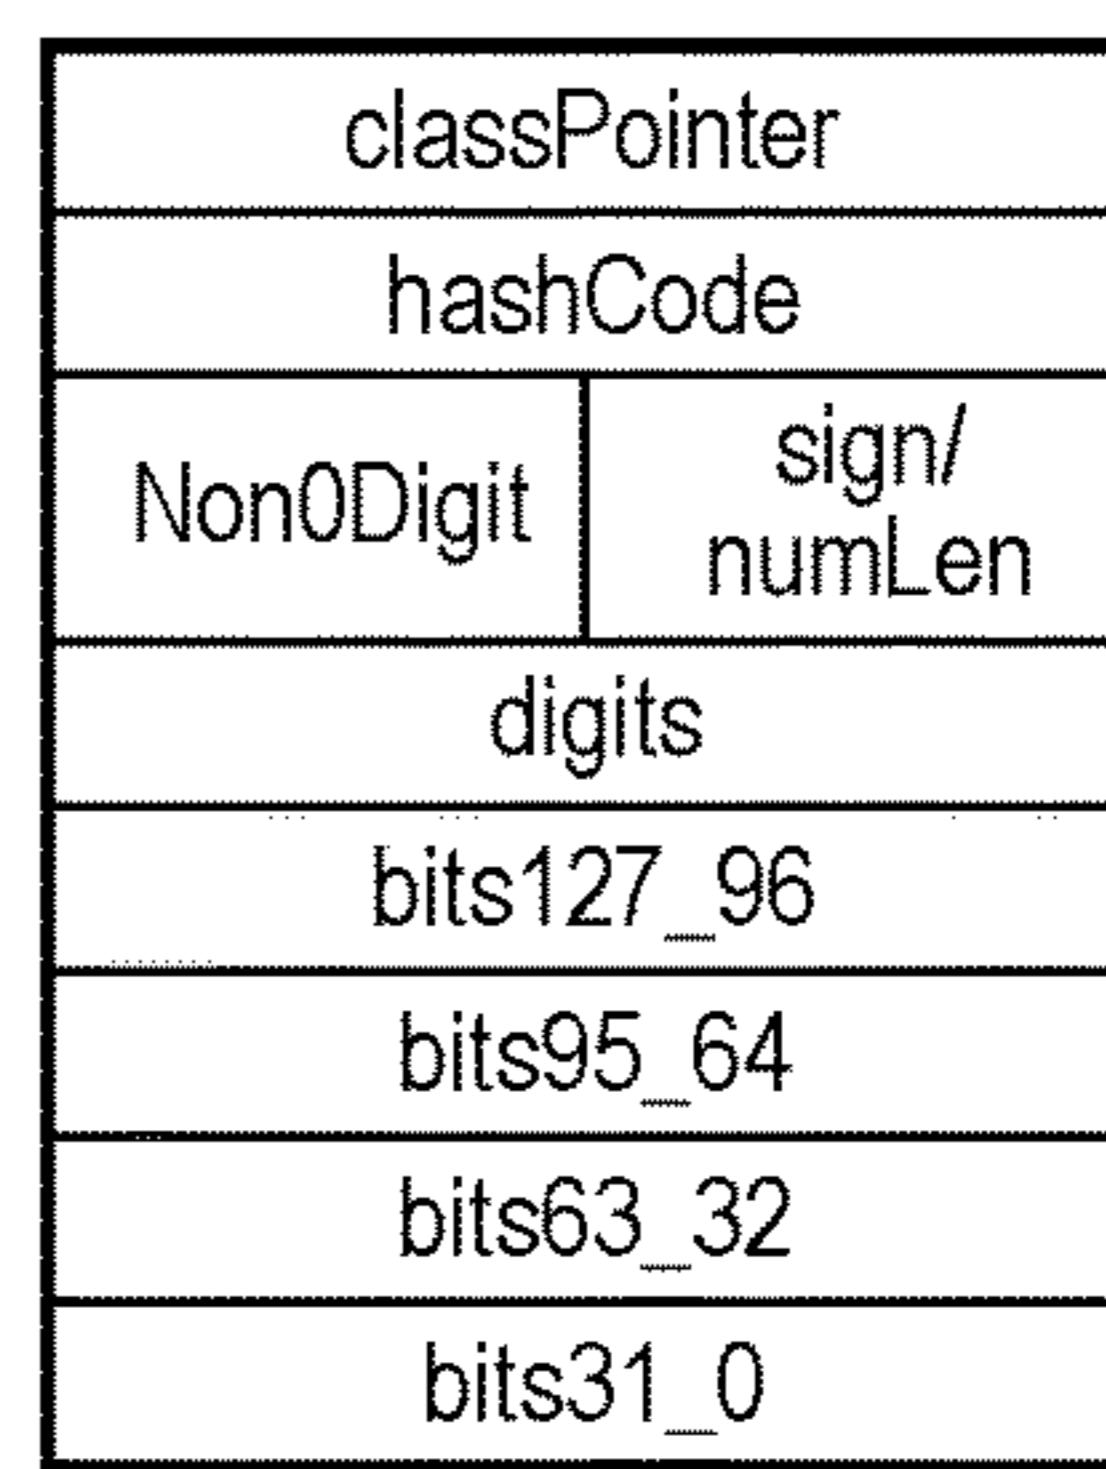 classPointer
hashCode
Non0Digit
sign/
numLen
digits
bits127_96
bits95_64
bits63_32
bits31_0